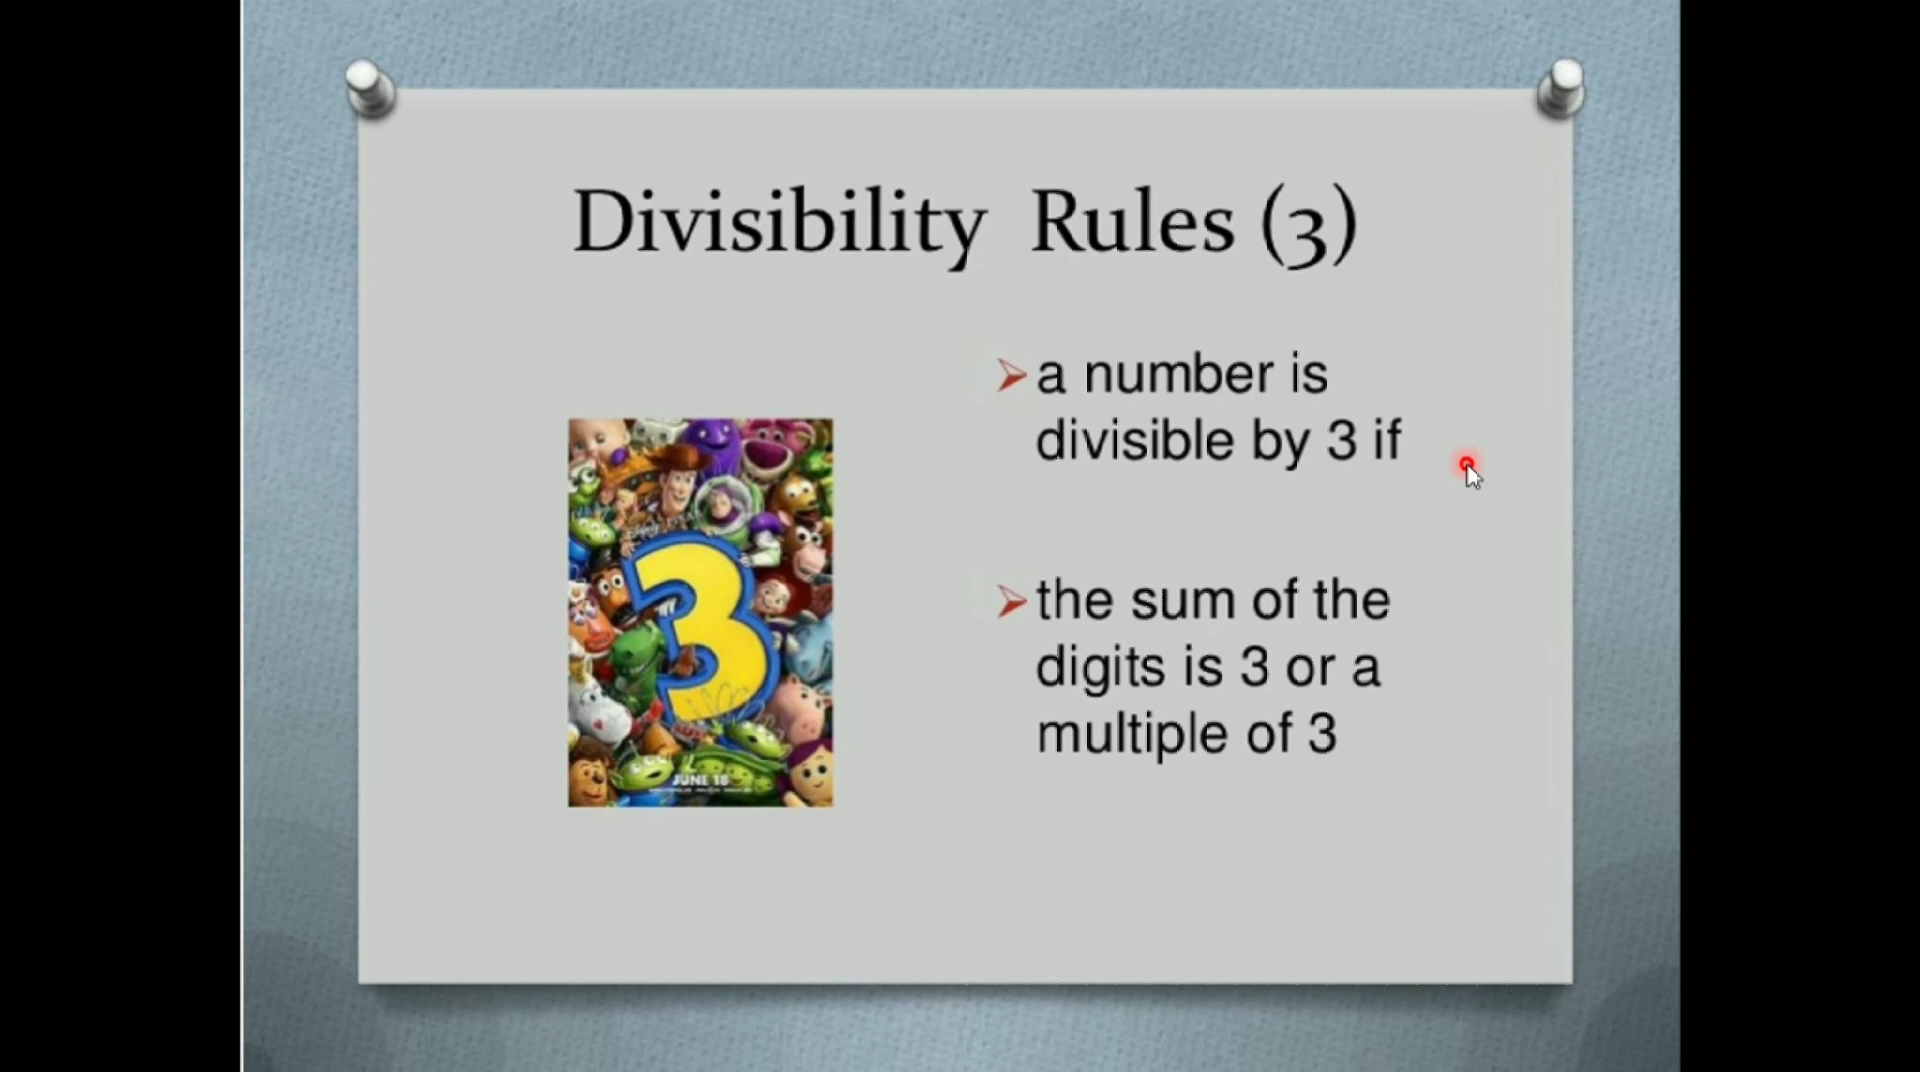 Divisibility Rules (3)
a number is
divisible by 3 if
the sum of the
digits is 3 or a
multiple of 3
3
JUNE 18